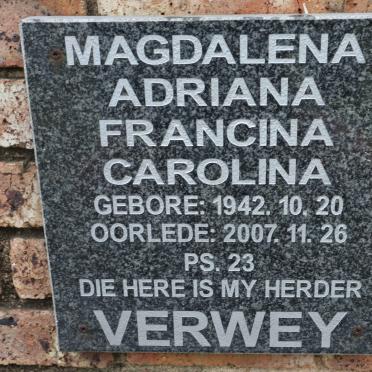 MAGDALENA
ADRIANA
FRANCINA
CAROLINA
GEBORE: 1942. 10. 20
OORLEDE: 2007. 11. 26
PS. 23
DIE HERE IS MY HERDER
VERWEY